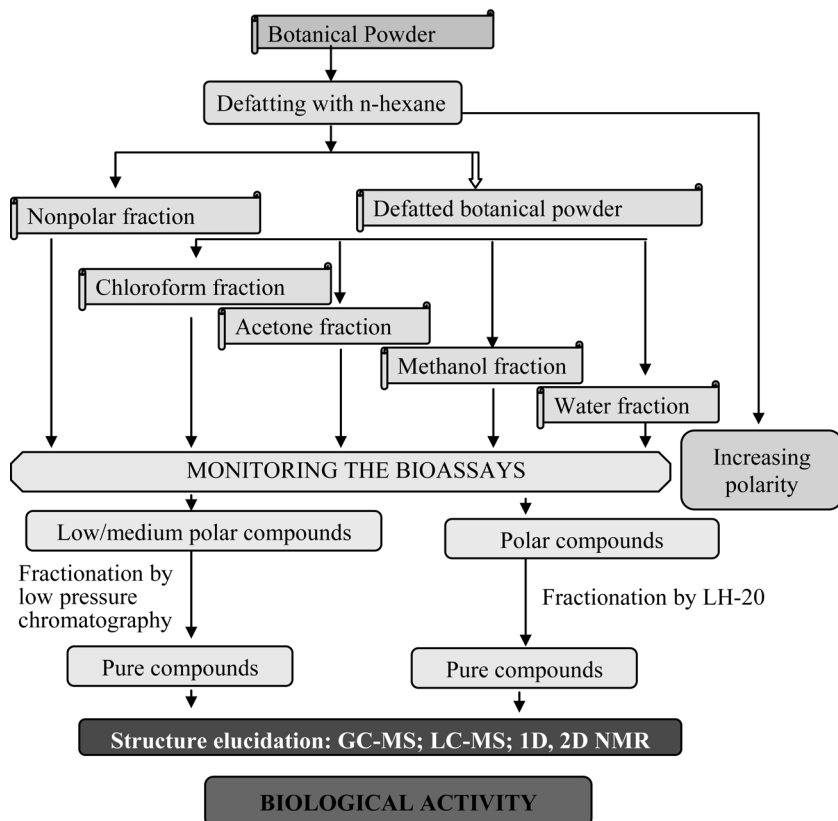 Botanical Powder
Defatting with n-hexane
Nonpolar fraction
Defatted botanical powder
Chloroform fraction
Acetone fraction
Methanol fraction
Water fraction
Increasing
polarity
MONITORING THE BIOASSAYS
Low/medium polar compounds
Polar compounds
Fractionation by
low pressure
chromatography
Fractionation by LH-20
Pure compounds
Pure compounds
Structure elucidation: GC-MS; LC-MS; 1D, 2D NMR
BIOLOGICAL ACTIVITY